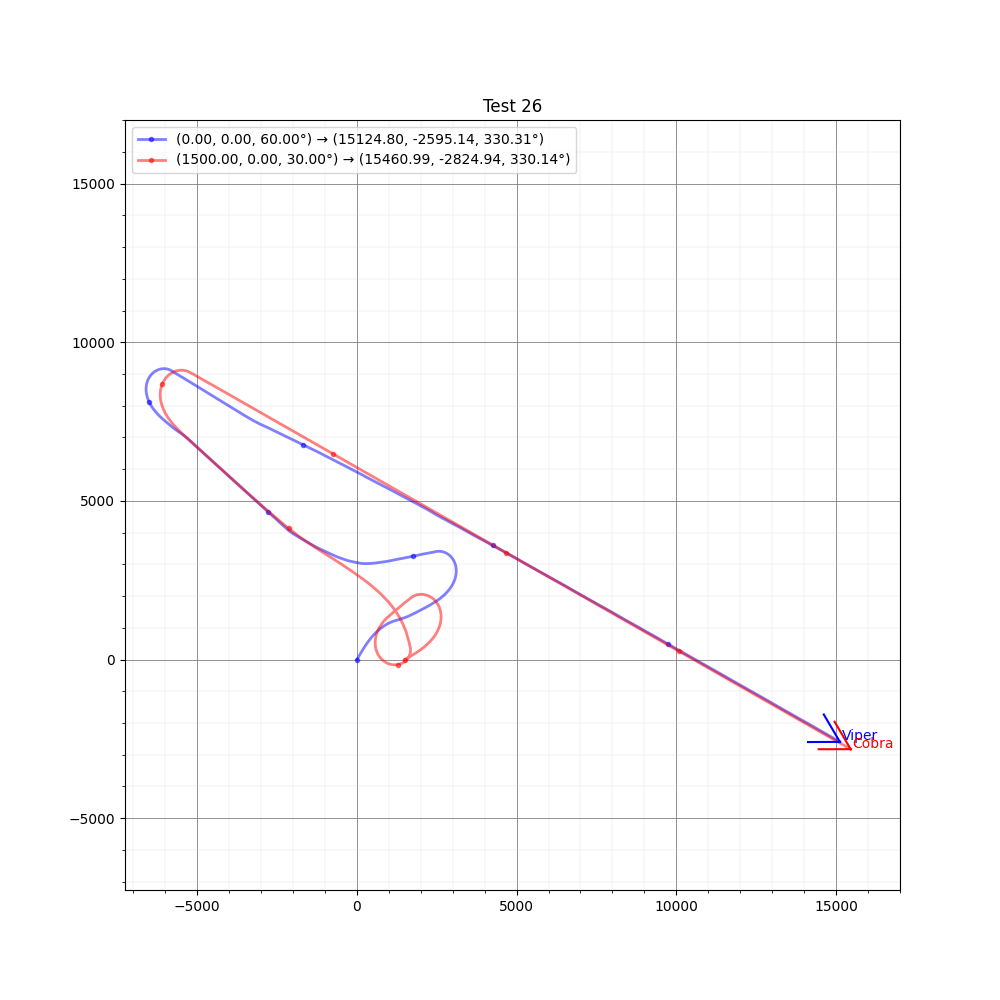 Test 26
(0.00, 0.00, 60.00°) → (15124.80, -2595.14, 330.31°)
(1500.00, 0.00, 30.00°) → (15460.99, -2824.94, 330.14°)
15000
10000
5000
0
−5000
Viper
Cobra
−5000 0 5000 10000 15000